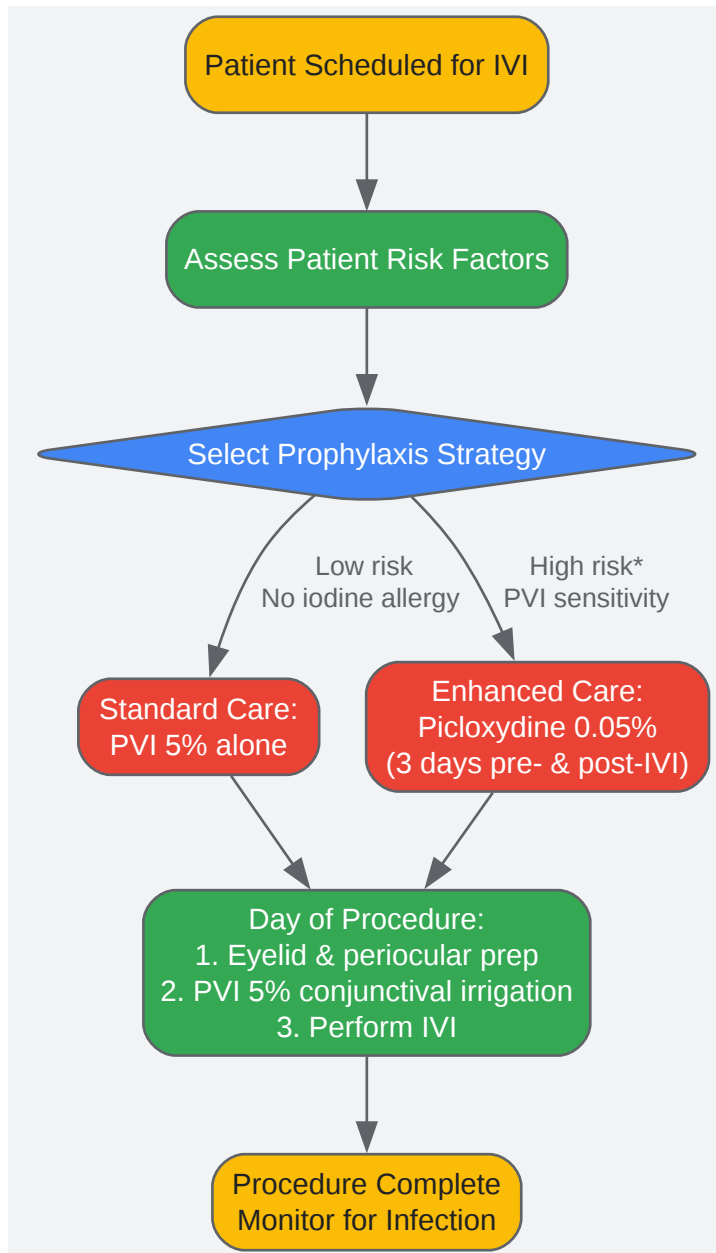 Patient Scheduled for IVI
Assess Patient Risk Factors
Select Prophylaxis Strategy
Low risk
No iodine allergy
High risk*
PVI sensitivity
Standard Care:
PVI 5% alone
Enhanced Care:
Picloxydine 0.05%
(3 days pre- & post-IVI)
Day of Procedure:
1. Eyelid & periocular prep
2. PVI 5% conjunctival irrigation
3. Perform IVI
Procedure Complete
Monitor for Infection